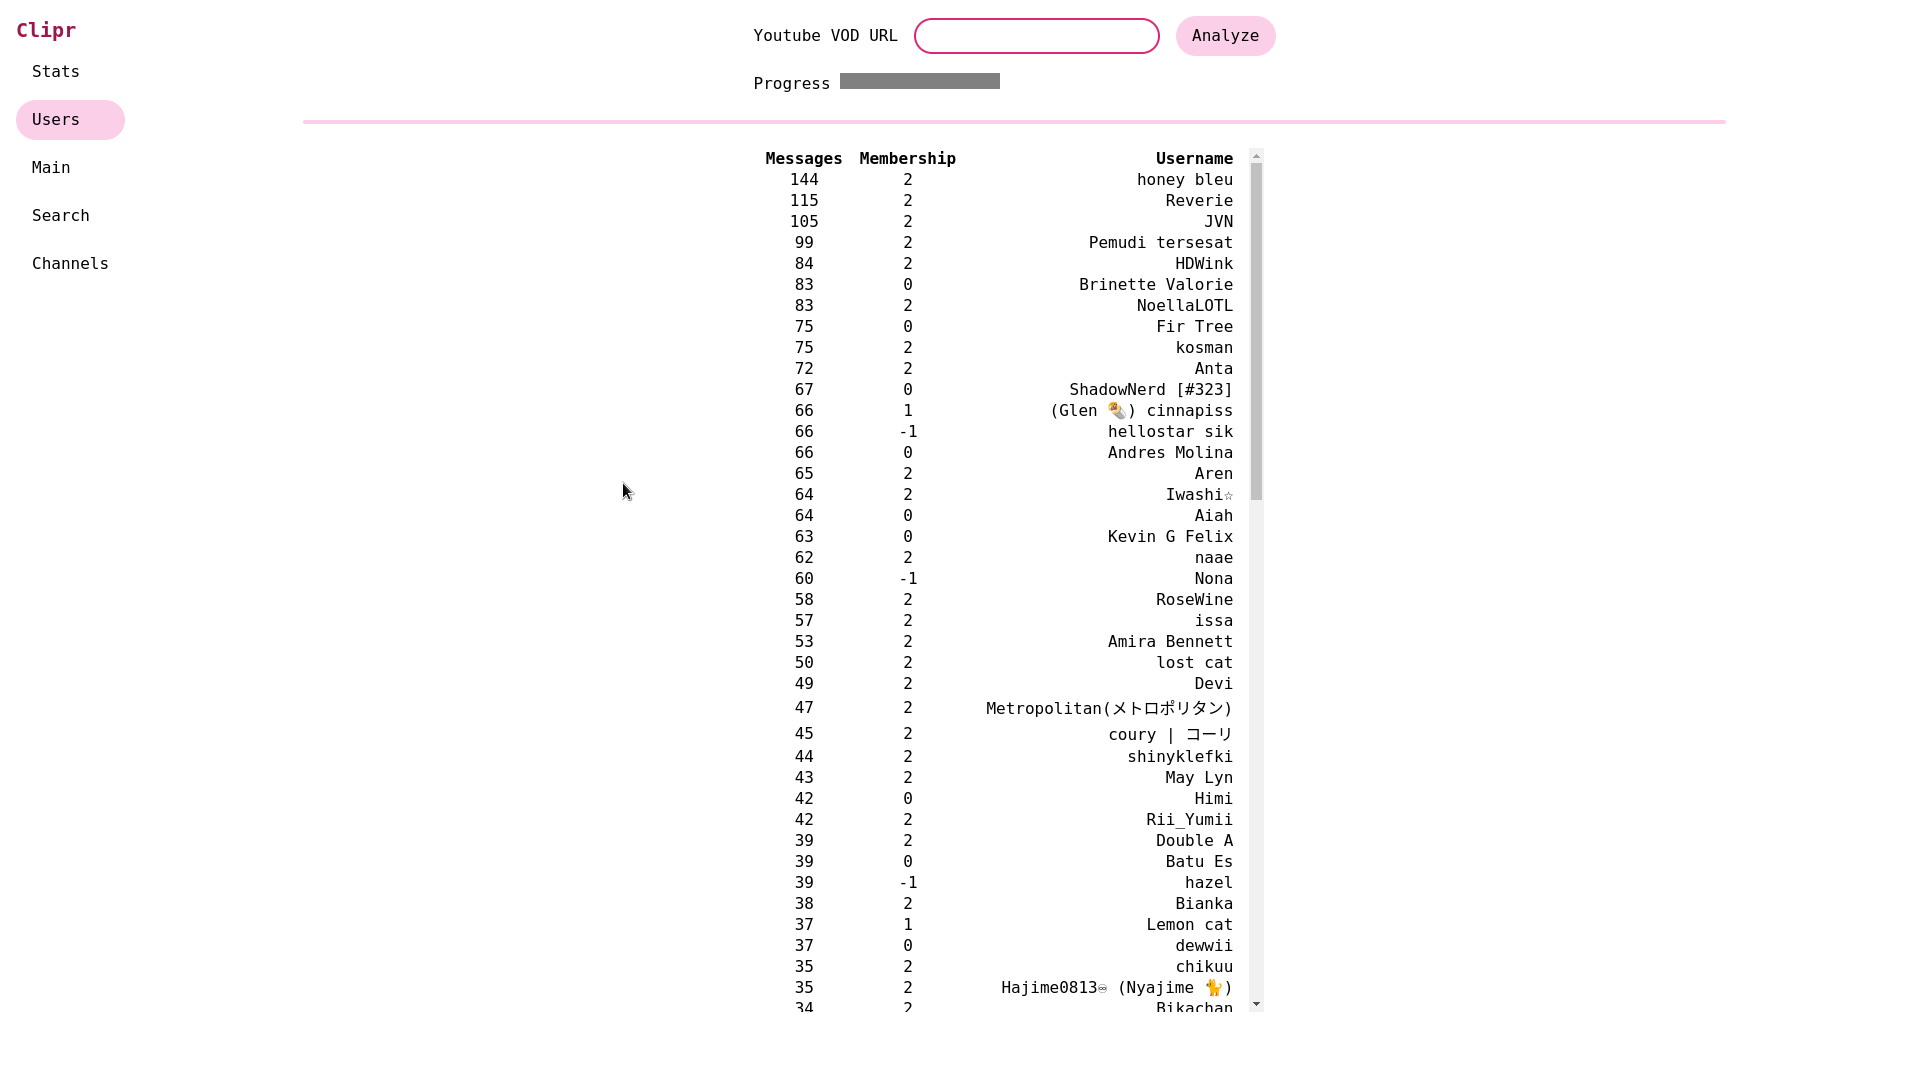 Clipr
Stats
Users
Main
Search
Channels
Youtube VOD URL Analyze
Progress
Messages Membership Username
144 2 honey bleu
115 2 Reverie
105 2 JVN
99 2 Pemudi tersesat
84 2 HDWink
83 0 Brinette Valorie
83 2 NoellaLOTL
75 0 Fir Tree
75 2 kosman
72 2 Anta
67 0 ShadowNerd [#323]
66 1 (Glen 🌯) cinnapiss
66 -1 hellostar sik
66 0 Andres Molina
65 2 Aren
64 2 Iwashi☆
64 0 Aiah
63 0 Kevin G Felix
62 2 naae
60 -1 Nona
58 2 RoseWine
57 2 issa
53 2 Amira Bennett
50 2 lost cat
49 2 Devi
47 2 Metropolitan(メトロポリタン)
45 2 coury | コーリ
44 2 shinyklefki
43 2 May Lyn
42 0 Himi
42 2 Rii_Yumii
39 2 Double A
39 0 Batu Es
39 -1 hazel
38 2 Bianka
37 1 Lemon cat
37 0 dewwii
35 2 chikuu
35 2 Hajime0813♾ (Nyajime 🐈)
34 2 Bikachan